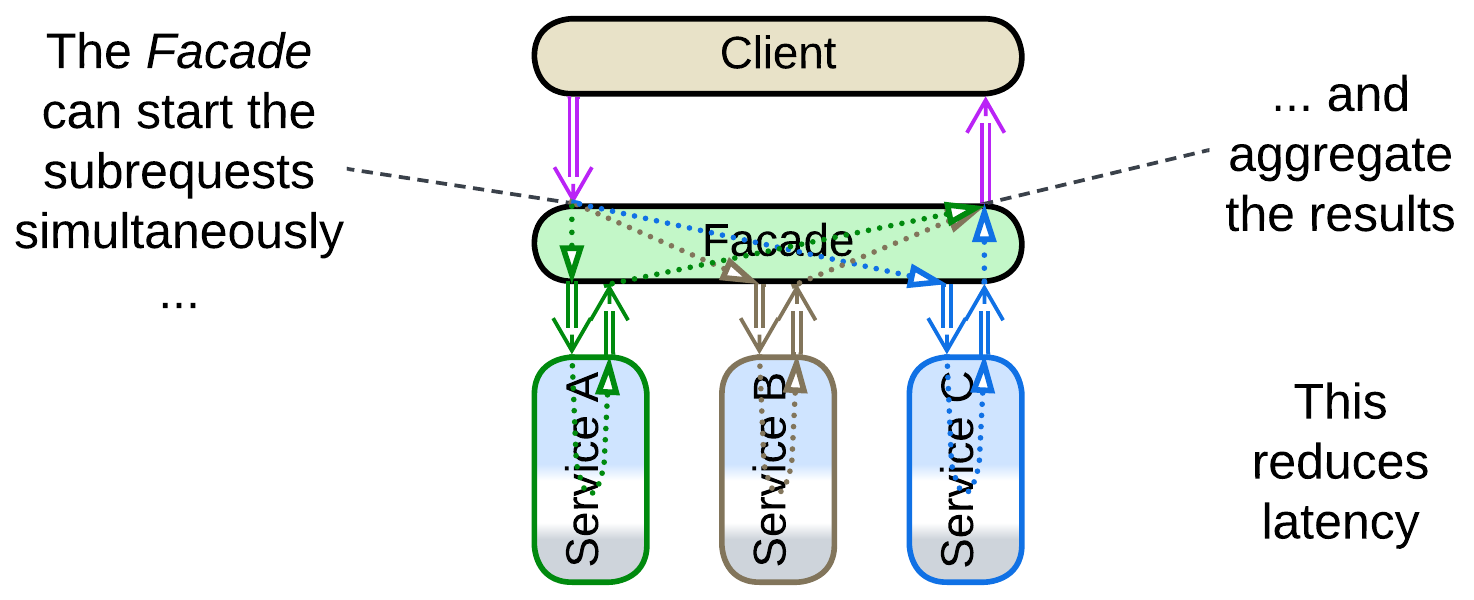 The Facade
can start the
subrequests
simultaneously
...
Client
... and
aggregate
the results
Facade
Service A
Service B
Service C
This
reduces
latency